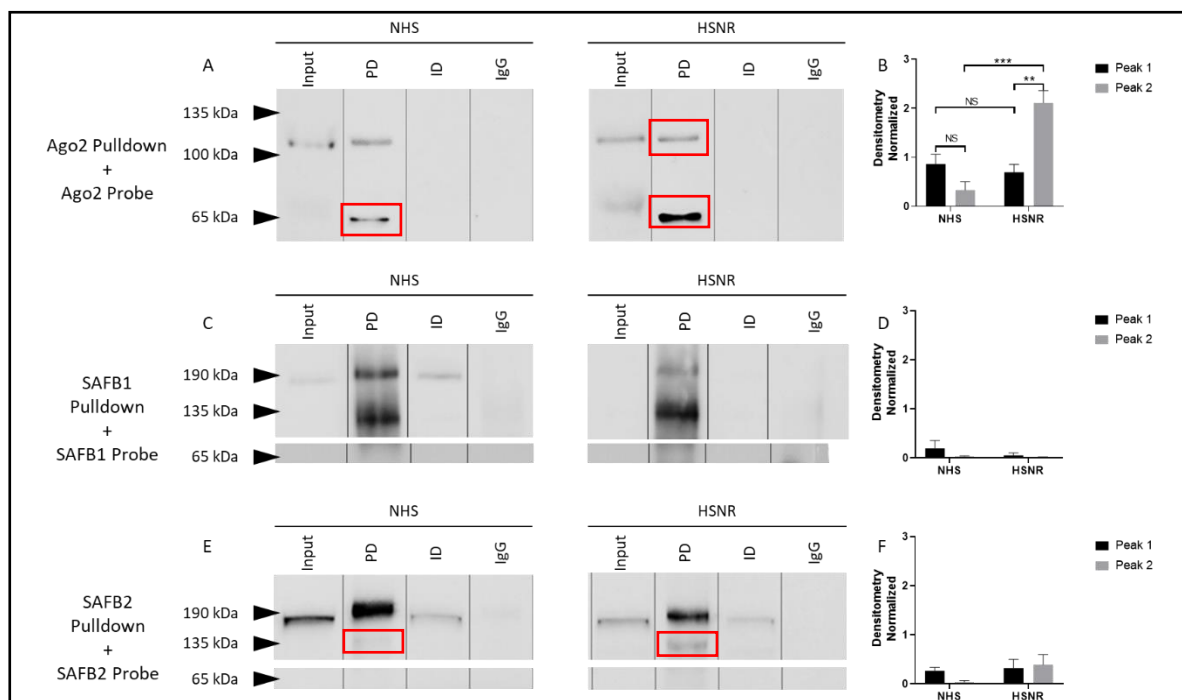 NHS
HSNR
A
Input
PD
ID
IgG
Input
PD
ID
IgG
B
Ago2 Pulldown
+
Ago2 Probe
135 kDa
100 kDa
65 kDa
Densitometry
Normalized
3
2
1
0
NS
NS
***
**
NHS
HSNR
Peak 1
Peak 2
NHS
HSNR
C
Input
PD
ID
IgG
Input
PD
ID
IgG
D
SAFB1
Pulldown
+
SAFB1 Probe
190 kDa
135 kDa
65 kDa
Densitometry
Normalized
3
2
1
0
NHS
HSNR
Peak 1
Peak 2
NHS
HSNR
E
Input
PD
ID
IgG
Input
PD
ID
IgG
F
SAFB2
Pulldown
+
SAFB2 Probe
190 kDa
135 kDa
65 kDa
Densitometry
Normalized
3
2
1
0
NHS
HSNR
Peak 1
Peak 2